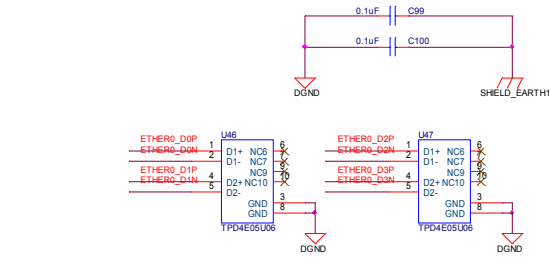 0.1uF C99
0.1uF C100
DGND SHIELD_EARTH1
U46 U47
ETHER0_D0P 1 D1+ NC6 6 ETHER0_D2P 1 D1+ NC6 6
ETHER0_D0N 2 D1- NC7 7 ETHER0_D2N 2 D1- NC7 7
NC9 9 NC9 9
ETHER0_D1P 4 D2+ NC10 10 ETHER0_D3P 4 D2+ NC10 10
ETHER0_D1N 5 D2- ETHER0_D3N 5 D2-
GND 3 GND 3
GND 8 GND 8
TPD4E05U06 TPD4E05U06
DGND DGND